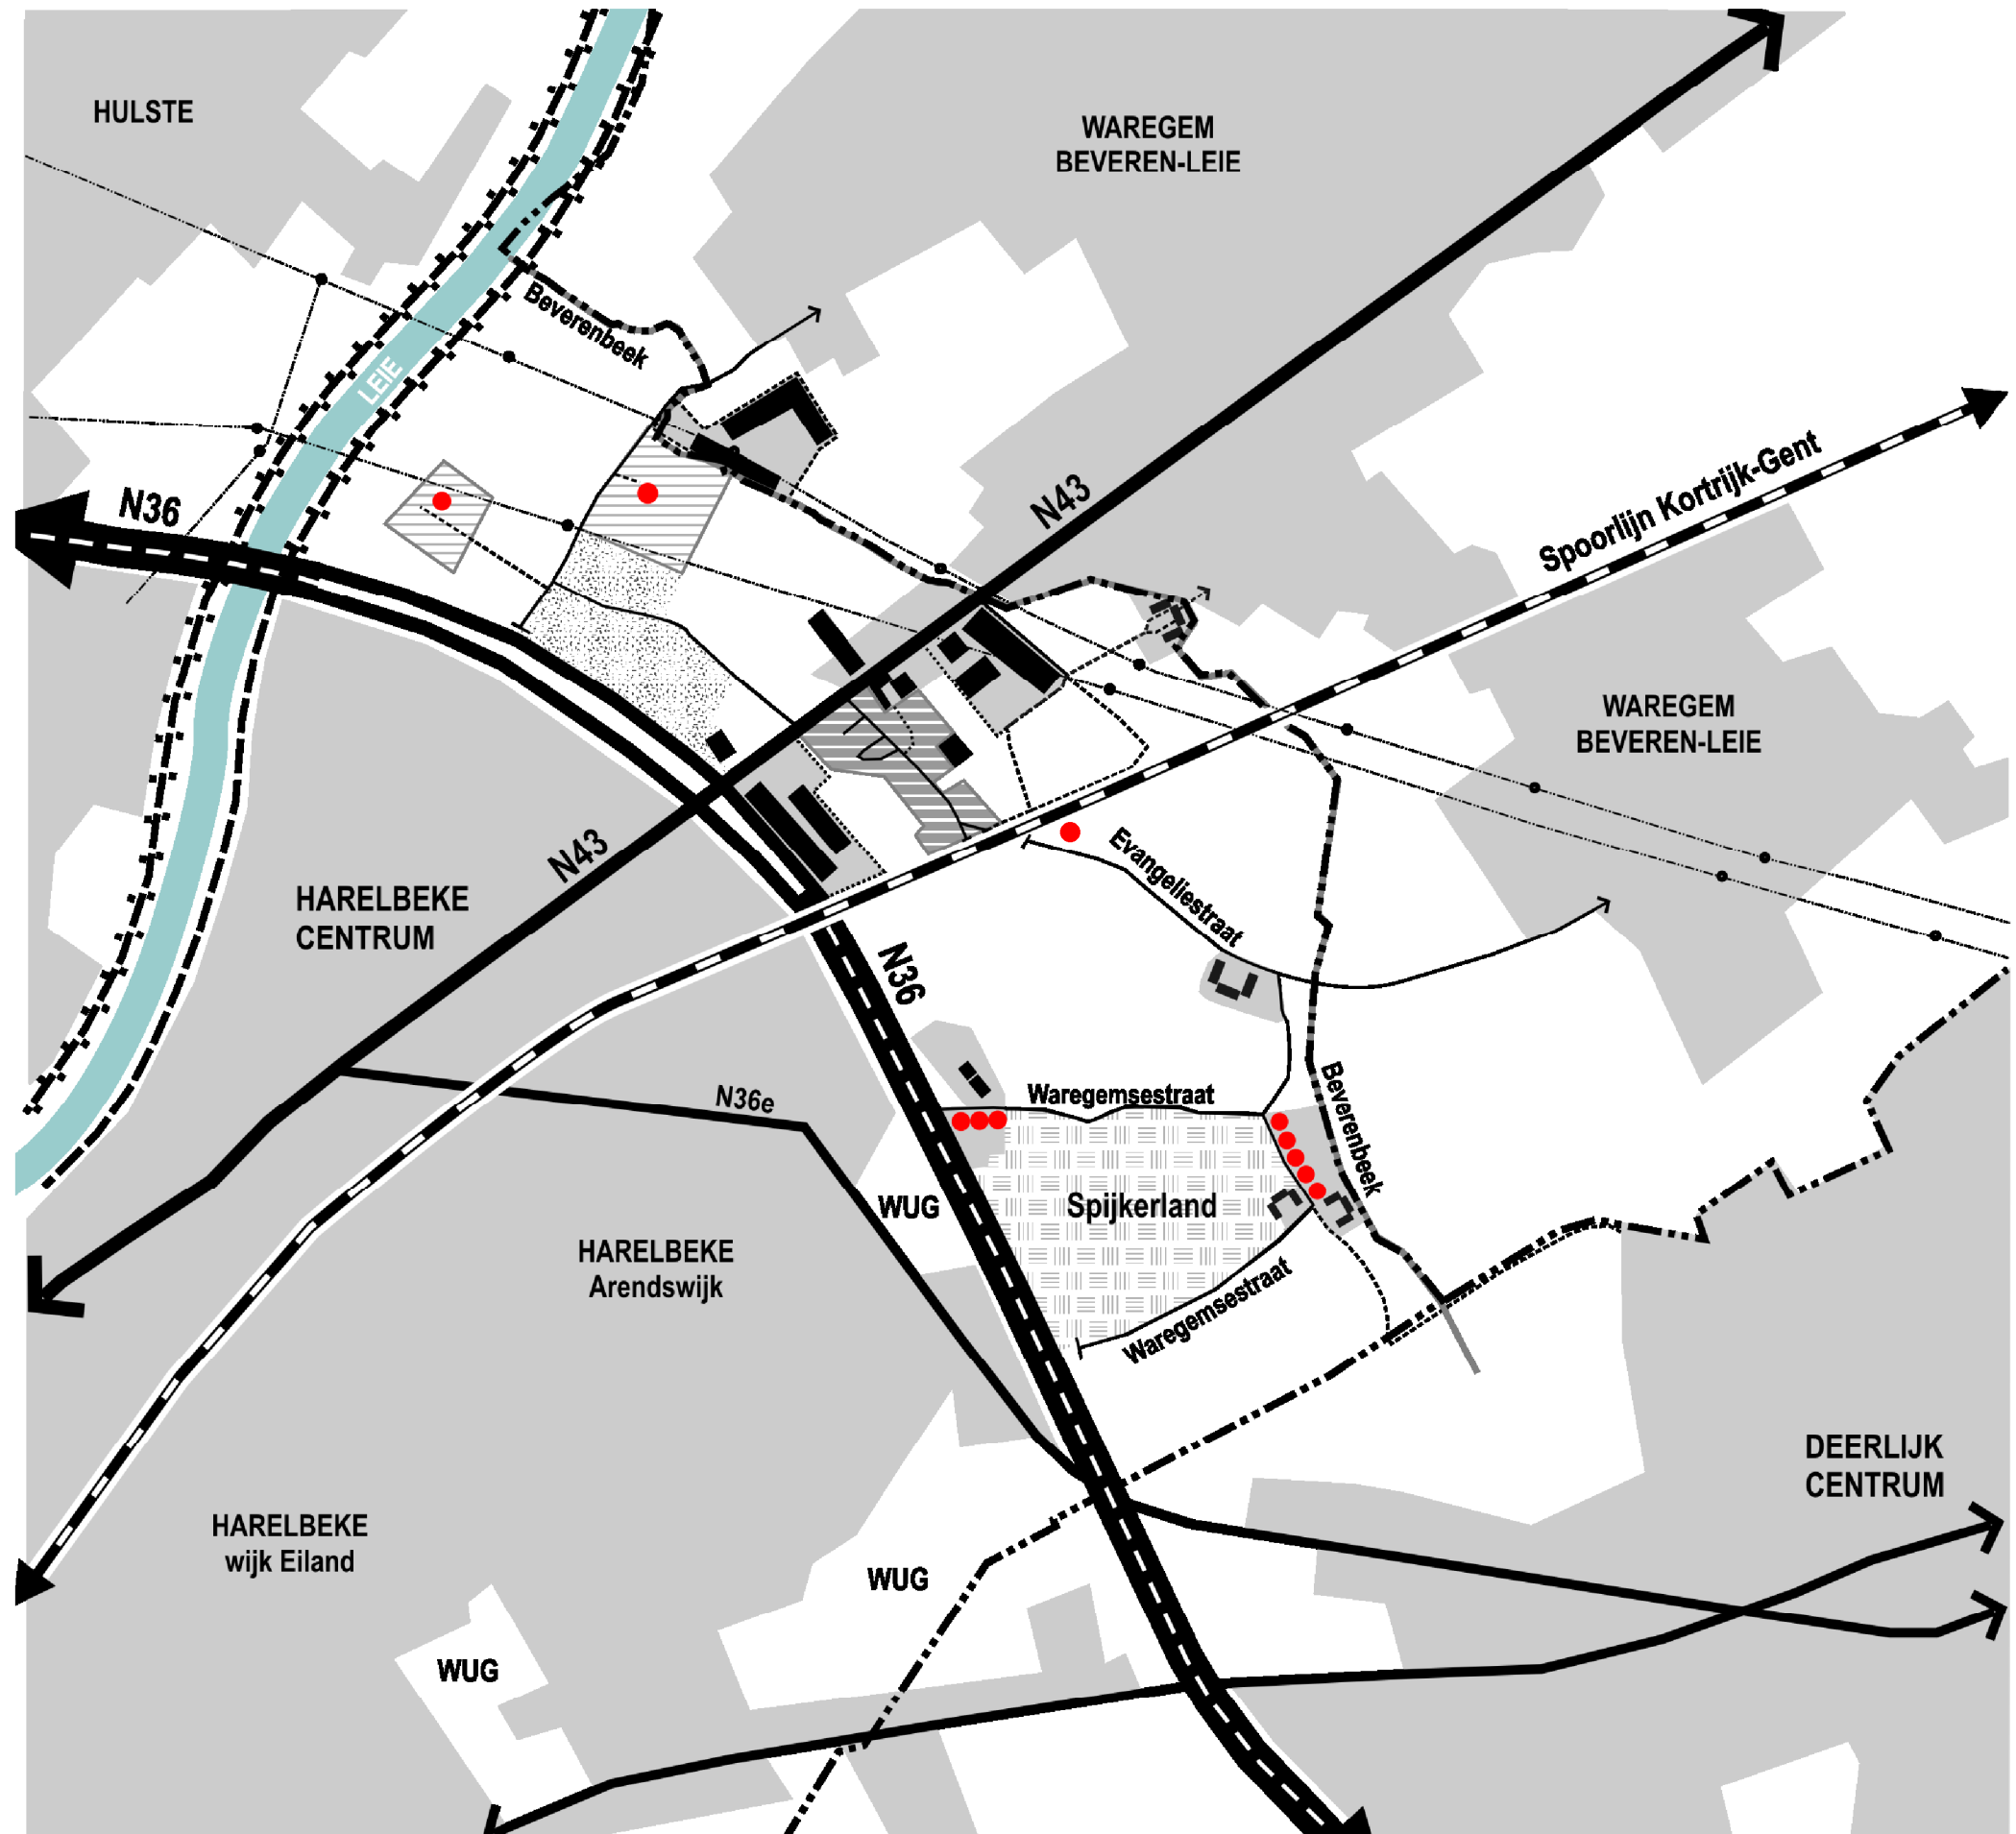 HULSTE
WAREGEM
BEVEREN-LEIE
Beverenbeek
LEIE
N36
N43
Spoorlijn Kortrijk-Gent
WAREGEM
BEVEREN-LEIE
N43
Evangeliestraat
HARELBEKE
CENTRUM
N36
N36e
Waregemsestraat
Beverenbeek
WUG
Spijkerland
HARELBEKE
Arendswijk
Waregemsestraat
DEERLIJK
CENTRUM
HARELBEKE
wijk Eiland
WUG
WUG